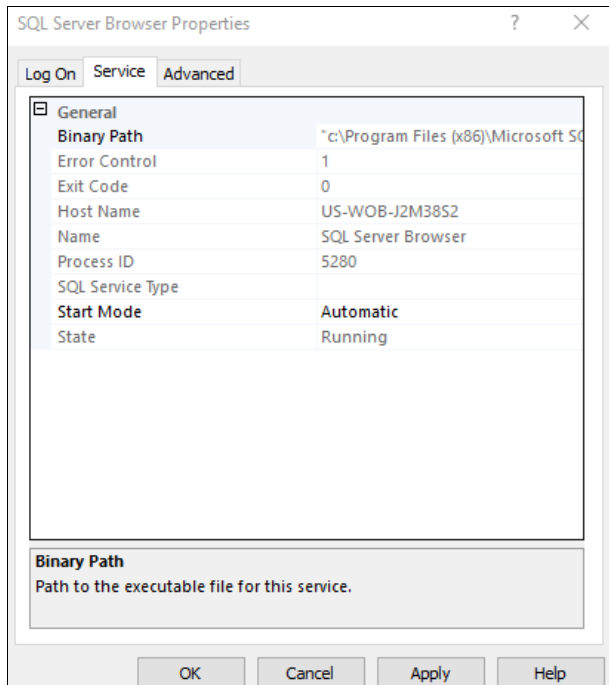 SQL Server Browser Properties ?
Log On Service Advanced
General
Binary Path "c:\Program Files (x86)\Microsoft SQ
Error Control 1
Exit Code 0
Host Name US-WOB-J2M38S2
Name SQL Server Browser
Process ID 5280
SQL Service Type
Start Mode Automatic
State Running
Binary Path
Path to the executable file for this service.
OK Cancel Apply Help